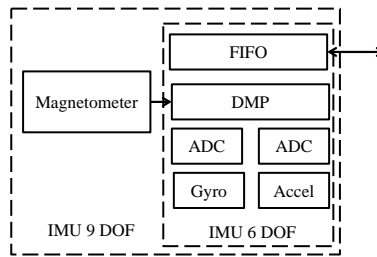 FIFO
Magnetometer
DMP
ADC
ADC
Gyro
Accel
IMU 9 DOF
IMU 6 DOF